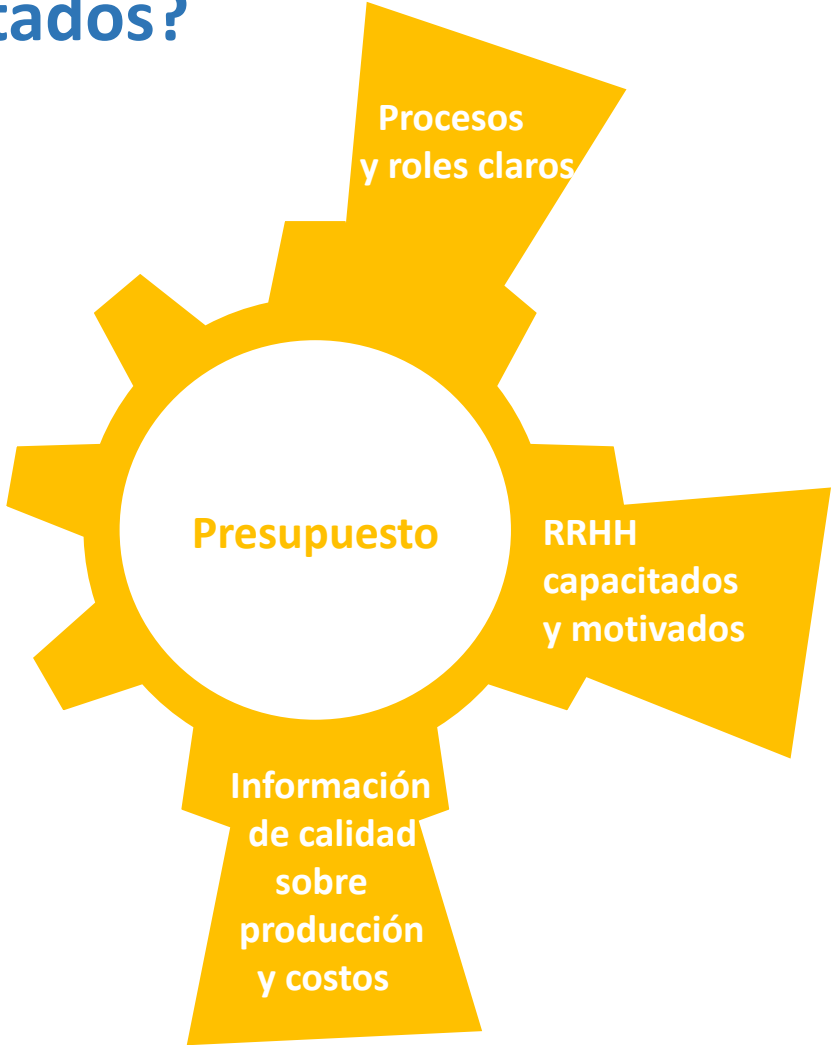 tados?
Procesos
y roles claros
Presupuesto
RRHH
capacitados
y motivados
Información
de calidad
sobre
producción
y costos